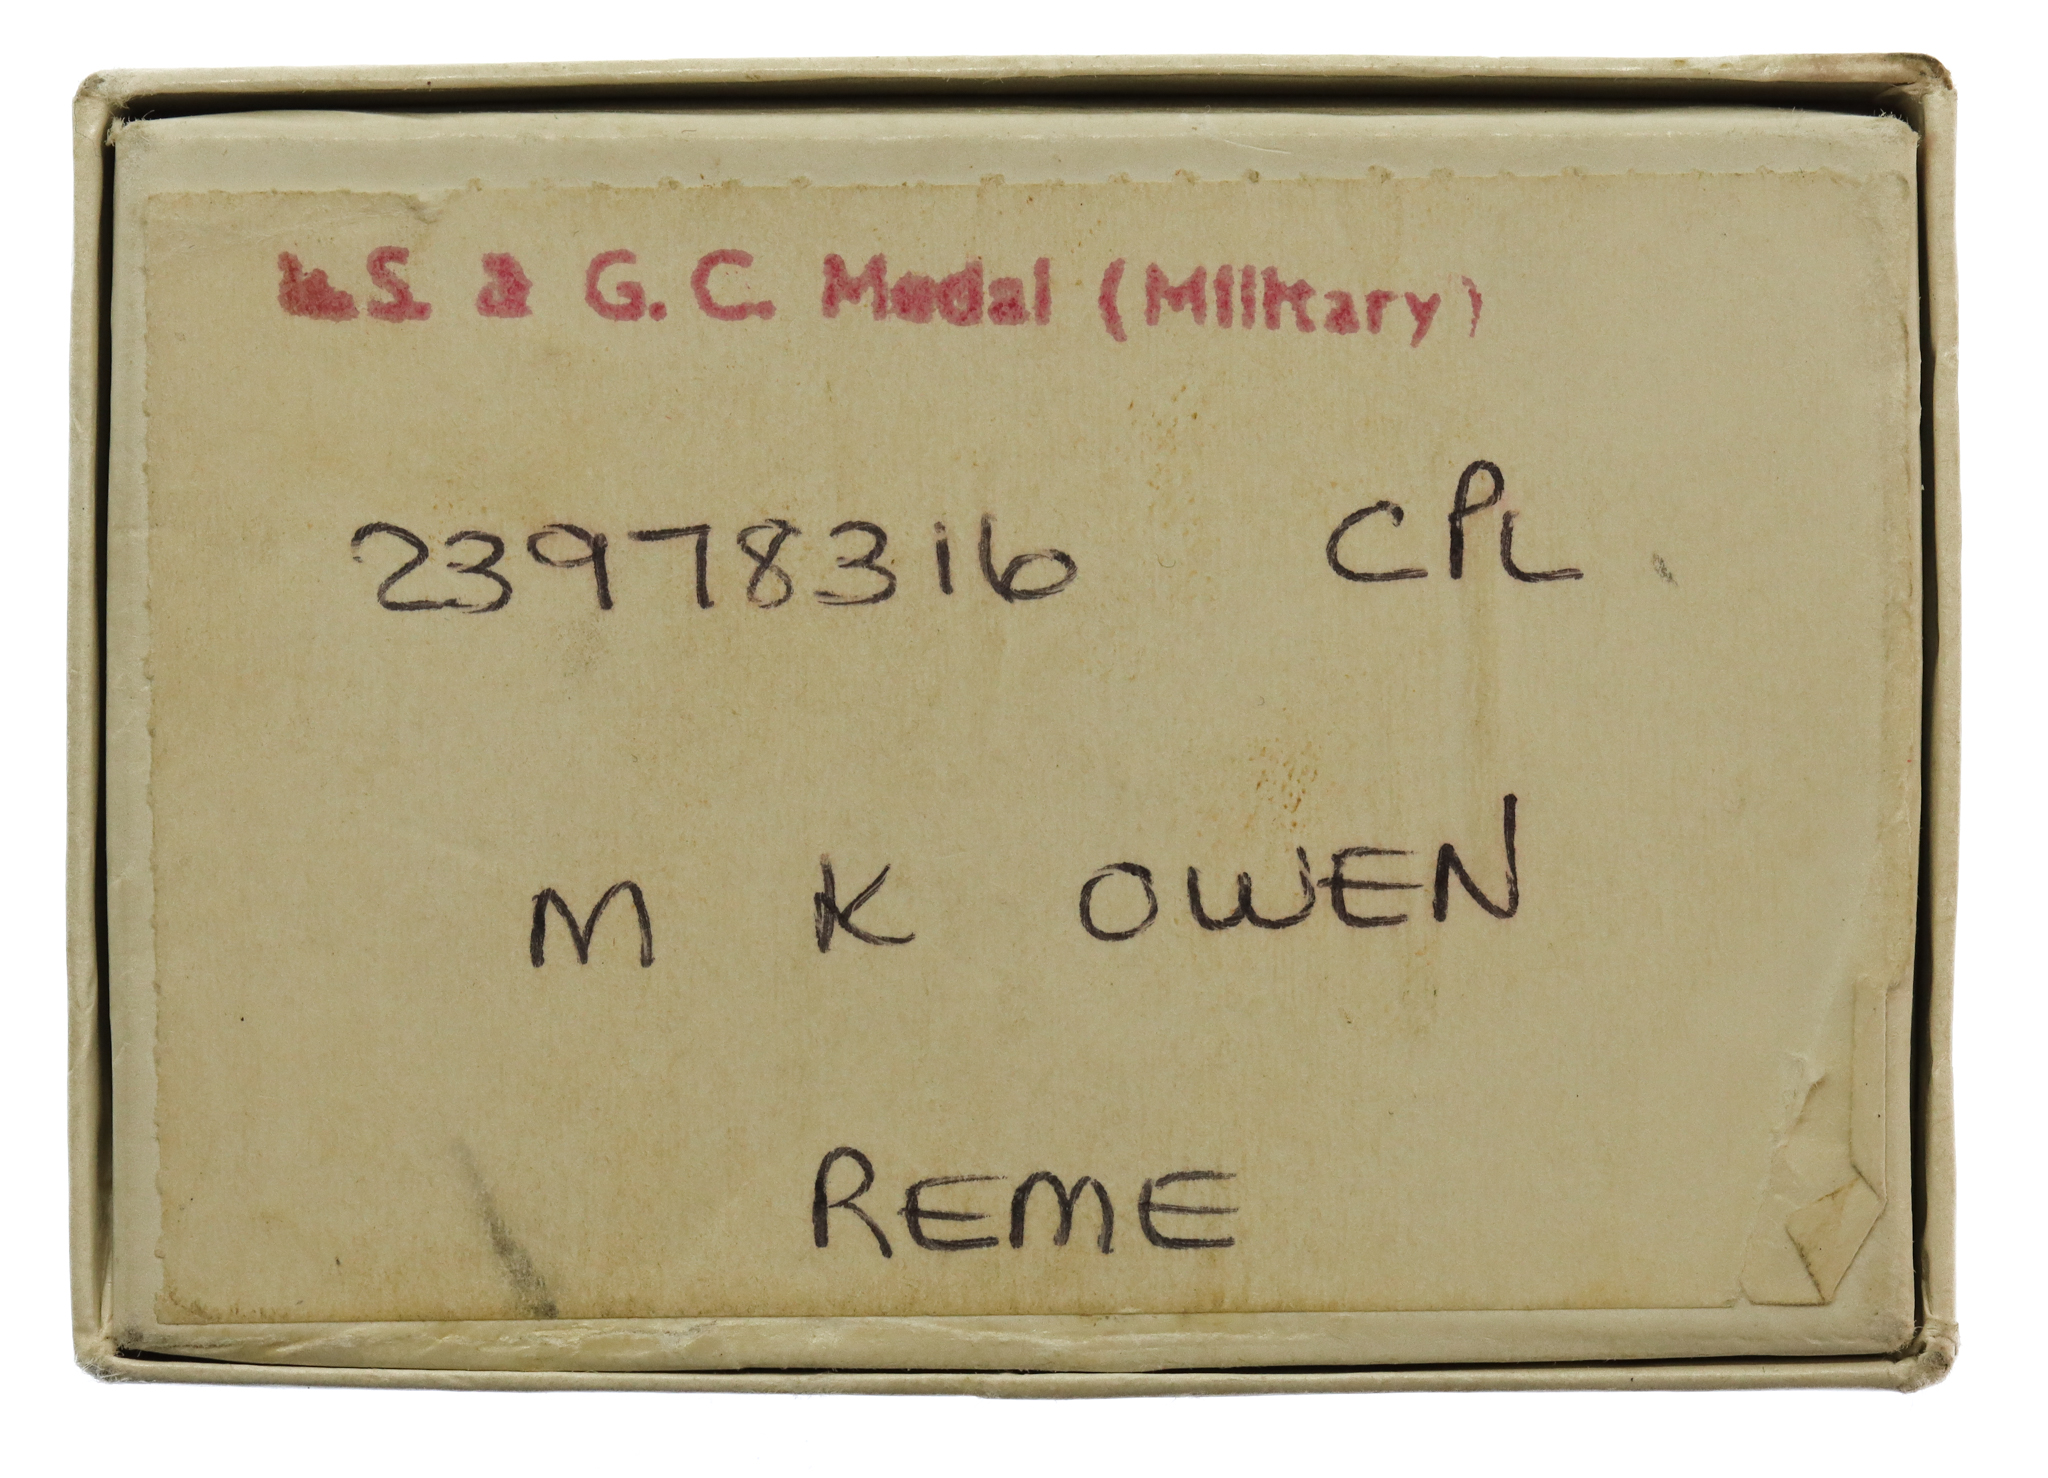 L.S. & G.C. Medal (Military)
23978316 CPL
M K OWEN
REME